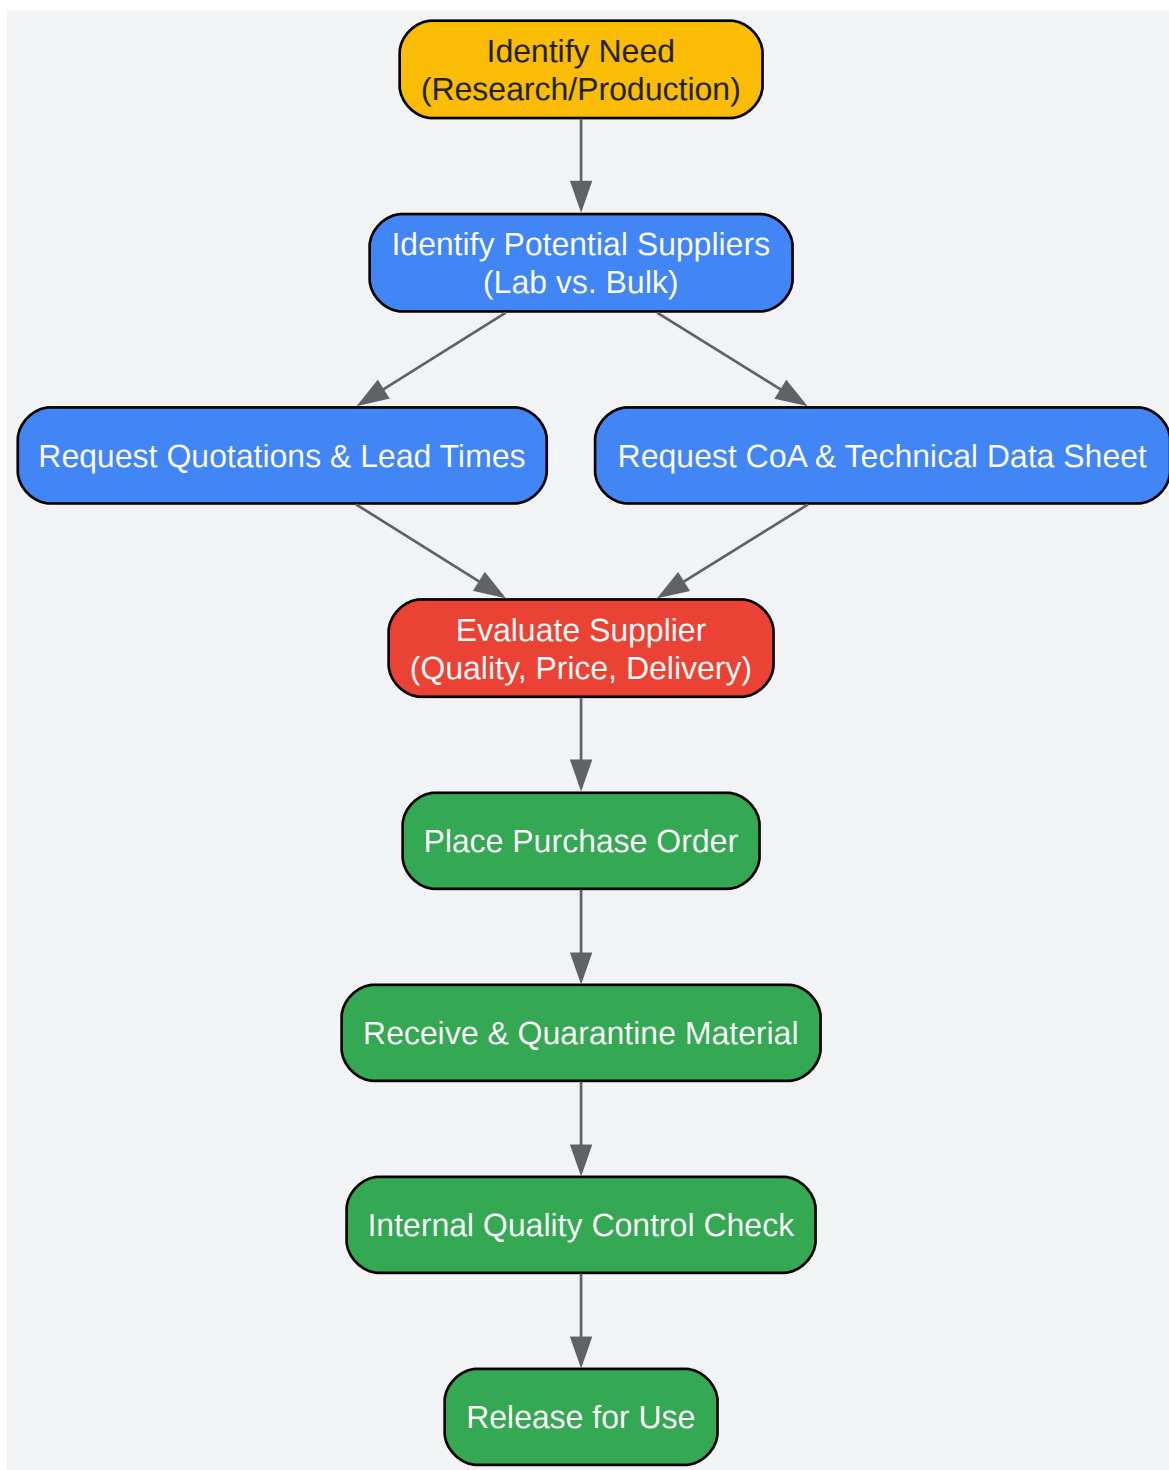 Identify Need
(Research/Production)
Identify Potential Suppliers
(Lab vs. Bulk)
Request Quotations & Lead Times
Request CoA & Technical Data Sheet
Evaluate Supplier
(Quality, Price, Delivery)
Place Purchase Order
Receive & Quarantine Material
Internal Quality Control Check
Release for Use